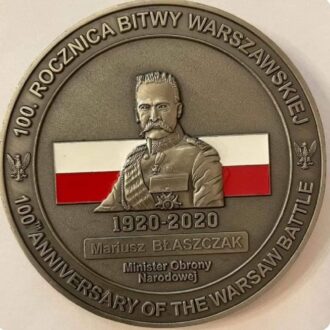 100. ROCZNICA BITWY WARSZAWSKIEJ
1920-2020
Mariusz BŁASZCZAK
Minister Obrony
Narodowej
100TH ANNIVERSARY OF THE WARSAW BATTLE